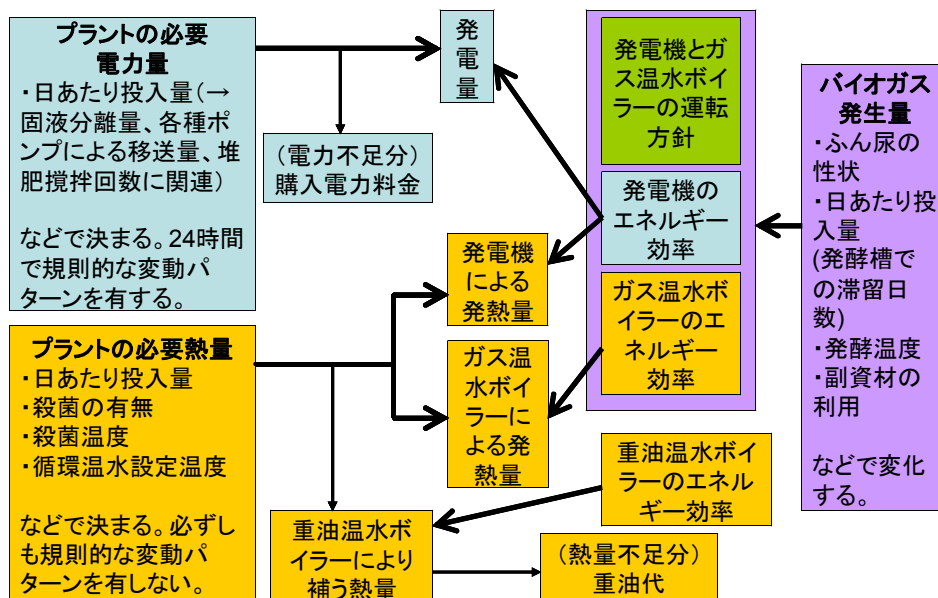 プラントの必要
電力量
・日あたり投入量(→
固液分離量、各種ポ
ンプによる移送量、堆
肥撹拌回数に関連)
などで決まる。24時間
で規則的な変動パ
ターンを有する。
発
電
量
(電力不足分)
購入電力料金
発電機とガ
ス温水ボイ
ラーの運転
方針
発電機の
エネルギー
効率
ガス温水ボ
イラーのエ
ネルギー
効率
バイオガス
発生量
・ふん尿の
性状
・日あたり投
入量
(発酵槽で
の滞留日
数)
・発酵温度
・副資材の
利用
などで変化
する。
発電機
による
発熱量
ガス温
水ボイ
ラーによ
る発
熱量
プラントの必要熱量
・日あたり投入量
・殺菌の有無
・殺菌温度
・循環温水設定温度
などで決まる。必ずし
も規則的な変動パ
ターンを有しない。
重油温水ボイ
ラーのエネル
ギー効率
重油温水ボ
イラーにより
補う熱量
(熱量不足分)
重油代